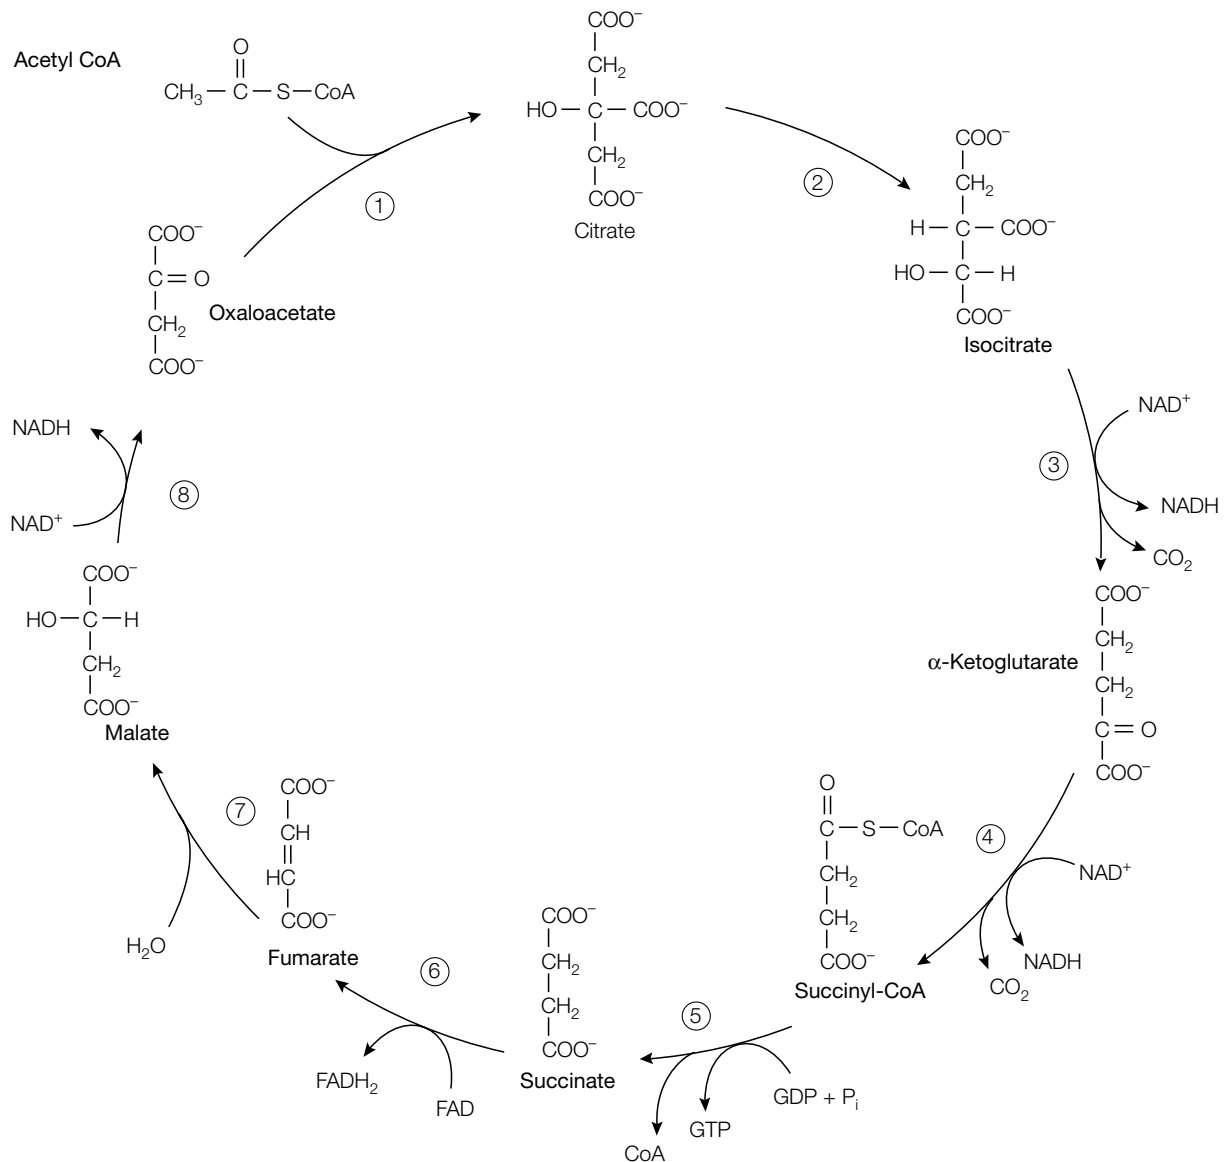 Acetyl CoA
O
CH₃ — C — S — CoA
COO⁻
CH₂
HO — C — COO⁻
CH₂
COO⁻
Citrate
①
②
COO⁻
CH₂
H — C — COO⁻
HO — C — H
COO⁻
Isocitrate
COO⁻
C = O
CH₂
COO⁻
Oxaloacetate
NAD⁺
③
NADH
CO₂
NADH
⑧
NAD⁺
COO⁻
CH₂
CH₂
C = O
COO⁻
α-Ketoglutarate
COO⁻
HO — C — H
CH₂
COO⁻
Malate
O
C — S — CoA
CH₂
CH₂
COO⁻
Succinyl-CoA
④
NAD⁺
NADH
CO₂
⑦
H₂O
COO⁻
CH
HC
COO⁻
Fumarate
COO⁻
CH₂
CH₂
COO⁻
Succinate
⑥
FADH₂
FAD
⑤
GDP + Pᵢ
GTP
CoA